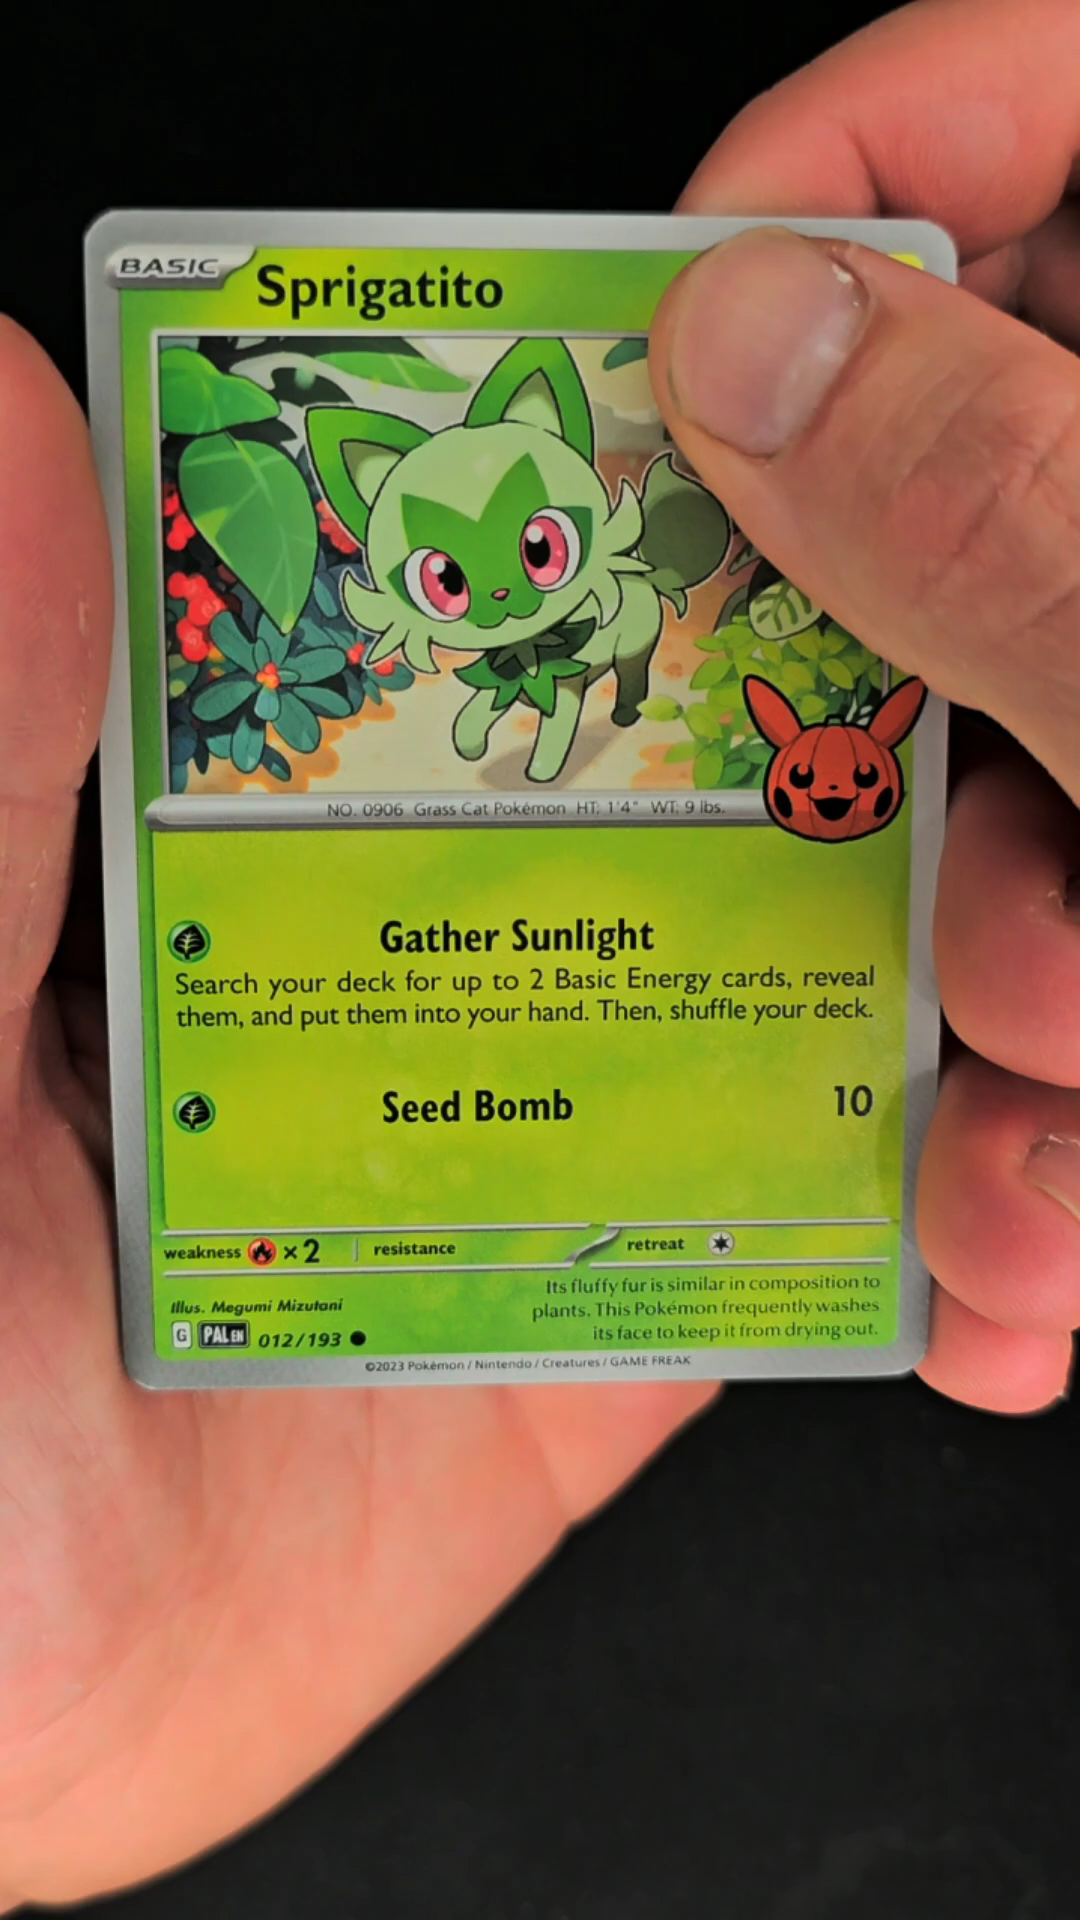 BASIC
Sprigatito
NO. 0906 Grass Cat Pokémon HT: 1'4" WT: 9 lbs.
Gather Sunlight
Search your deck for up to 2 Basic Energy cards, reveal
them, and put them into your hand. Then, shuffle your deck.
Seed Bomb 10
weakness ×2 resistance retreat
Its fluffy fur is similar in composition to
plants. This Pokémon frequently washes
its face to keep it from drying out.
Illus. Megumi Mizutani
G PAL EN 012/193
©2023 Pokémon / Nintendo / Creatures / GAME FREAK